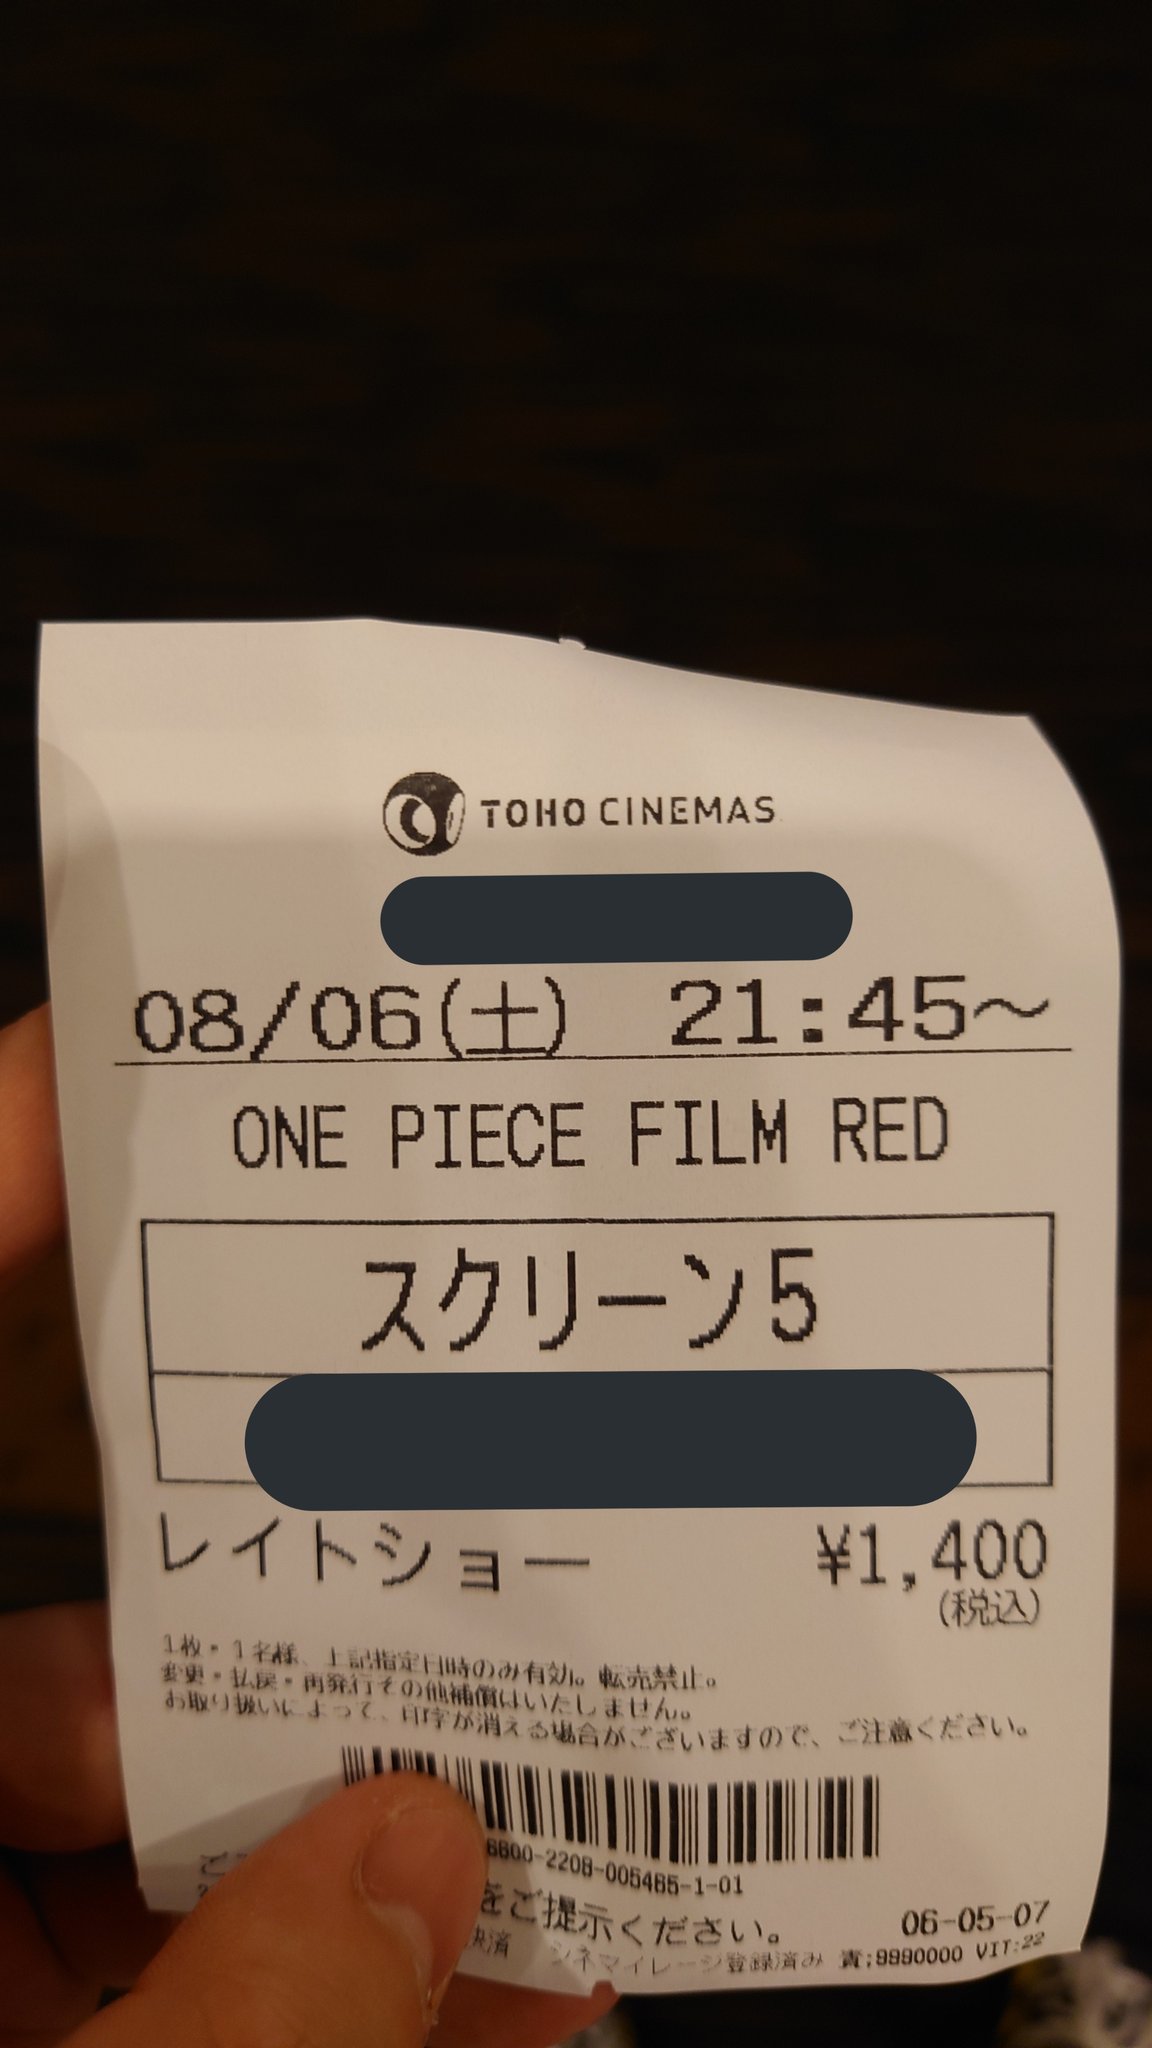 TOHO CINEMAS
08/06(土) 21:45～
ONE PIECE FILM RED
スクリーン5
レイトショー ¥1,400
(税込)
1枚・1名様、上記指定日時のみ有効。転売禁止。
変更・払戻・再発行その他補償はいたしません。
お取り扱いによって、印字が消える場合がございますので、ご注意ください。
6800-2208-005465-1-01
をご提示ください。 06-05-07
決済 シネマイレージ登録済み 責:9990000 VIT:22